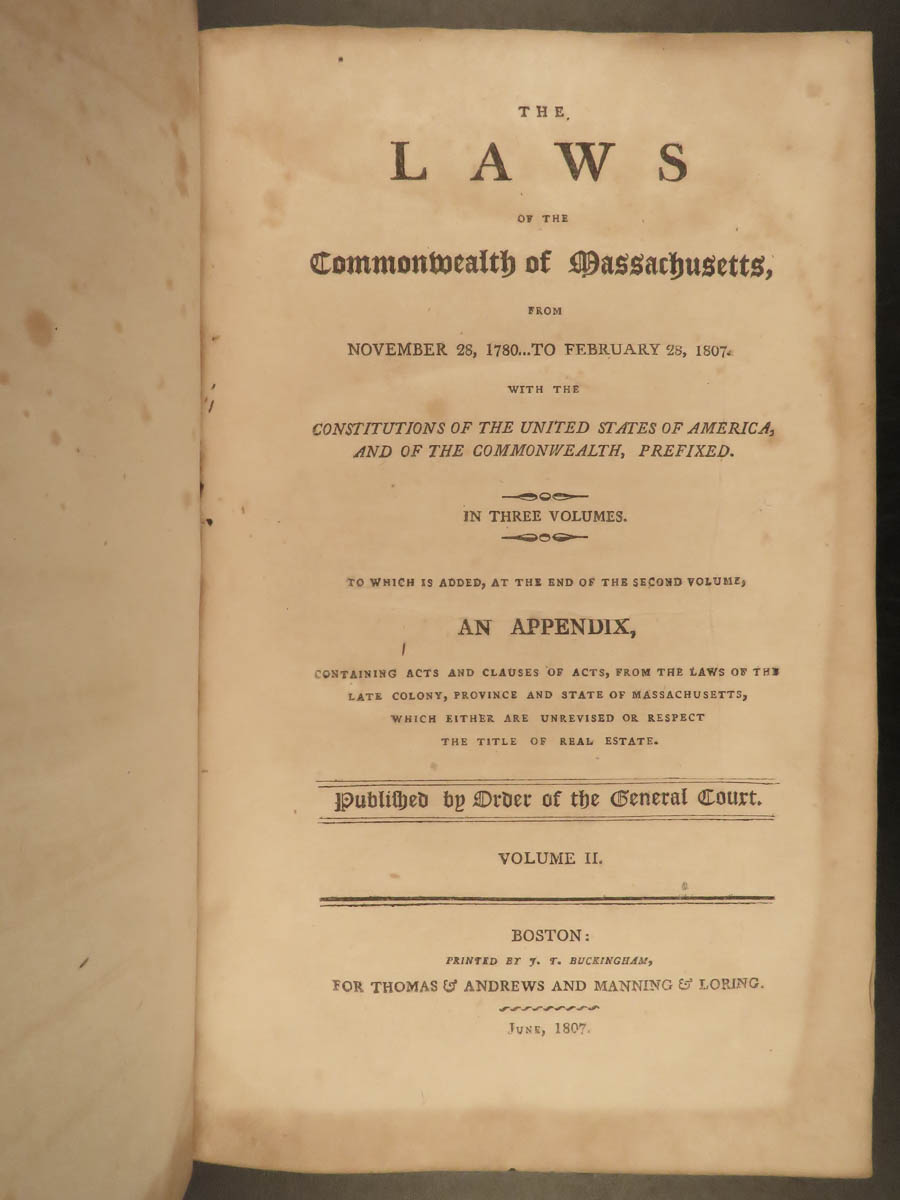 THE
LAWS
OF THE
Commonwealth of Massachusetts,
FROM
NOVEMBER 28, 1780...TO FEBRUARY 28, 1807.
WITH THE
CONSTITUTIONS OF THE UNITED STATES OF AMERICA,
AND OF THE COMMONWEALTH, PREFIXED.
IN THREE VOLUMES.
TO WHICH IS ADDED, AT THE END OF THE SECOND VOLUME,
AN APPENDIX,
CONTAINING ACTS AND CLAUSES OF ACTS, FROM THE LAWS OF THE
LATE COLONY, PROVINCE AND STATE OF MASSACHUSETTS,
WHICH EITHER ARE UNREVISED OR RESPECT
THE TITLE OF REAL ESTATE.
Publiſhed by Order of the General Court.
VOLUME II.
BOSTON:
PRINTED BY J. T. BUCKINGHAM,
FOR THOMAS & ANDREWS AND MANNING & LORING.
JUNE, 1807.